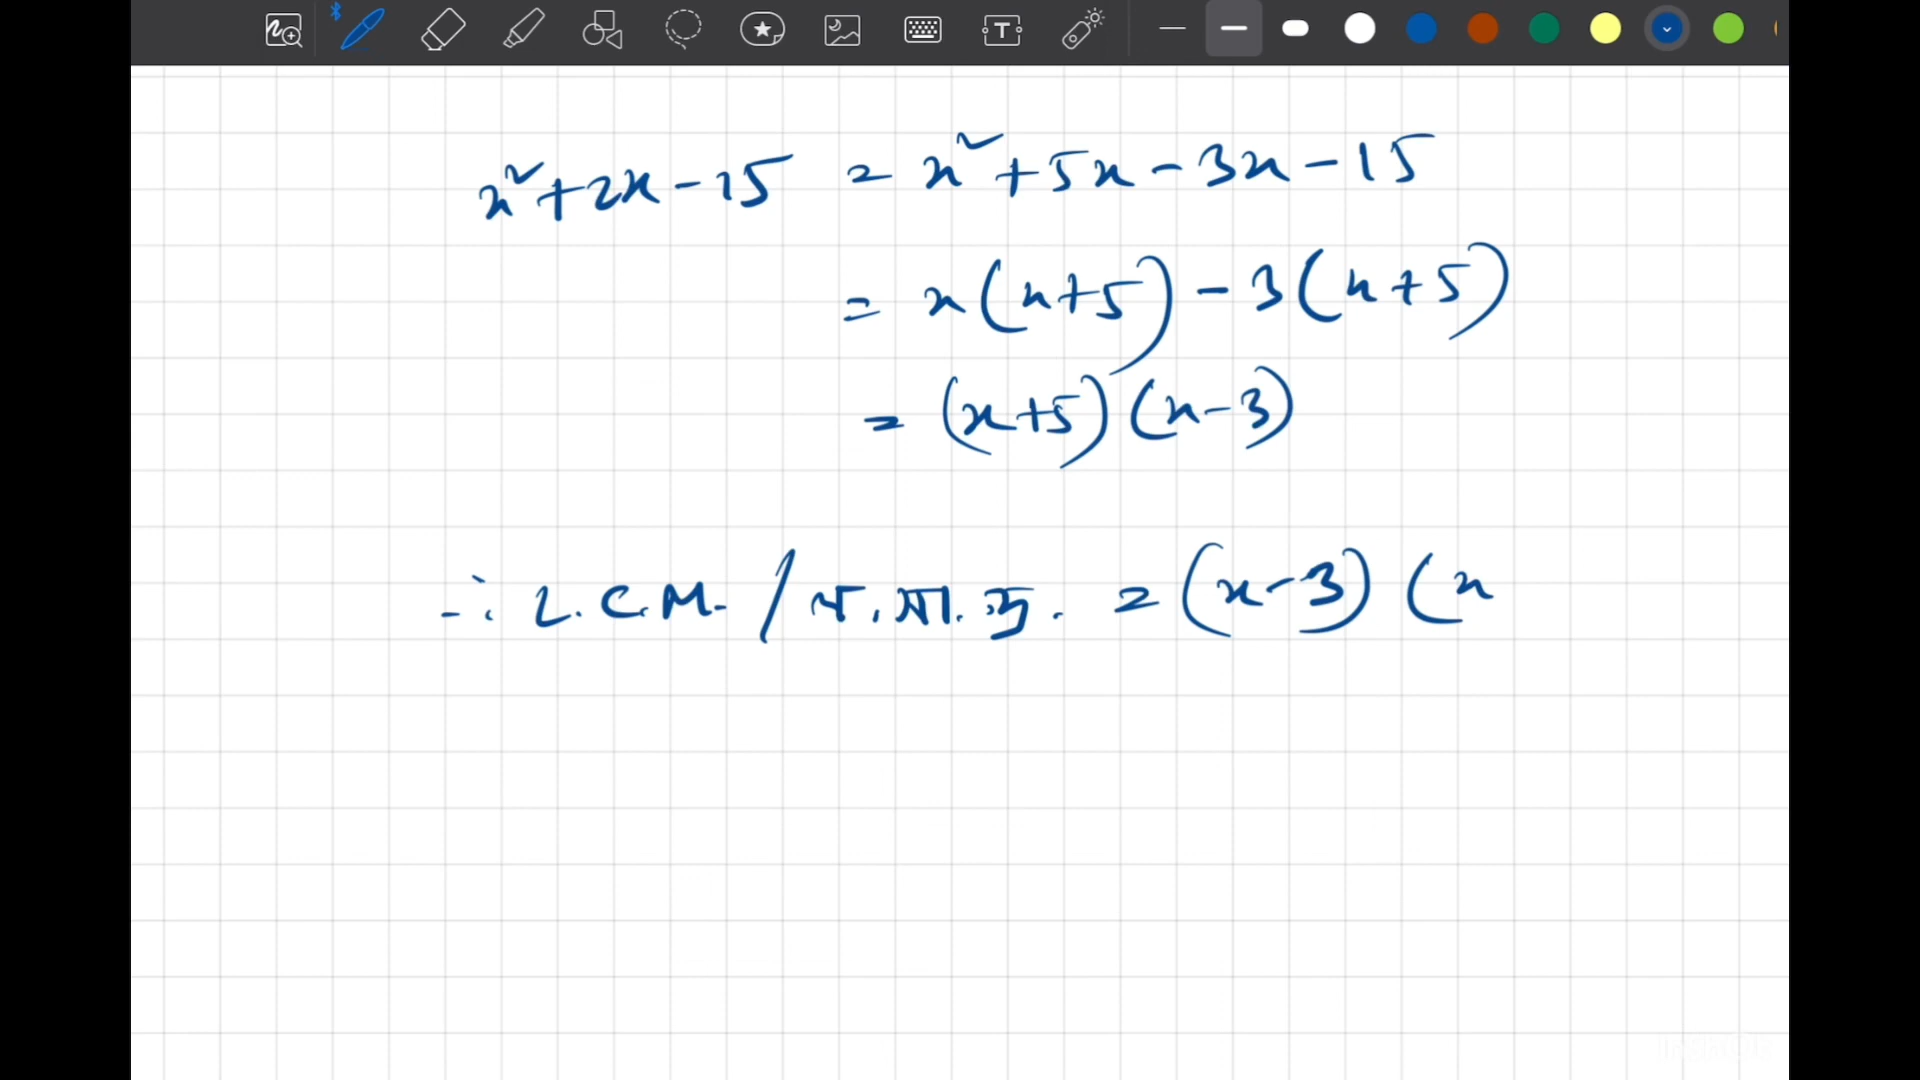 x²+2x-15 = x²+5x-3x-15
= x(x+5)-3(x+5)
= (x+5)(x-3)
∴ L.C.M. / ল.সা.গু. = (x-3)(x